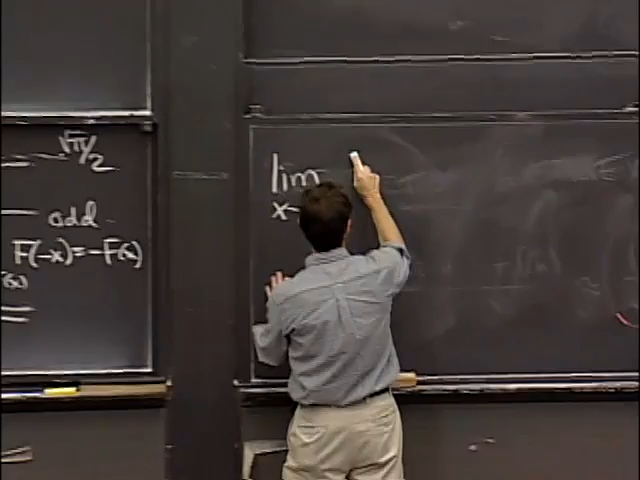 √π/2
odd
F(-x)=-F(x)
lim
x-